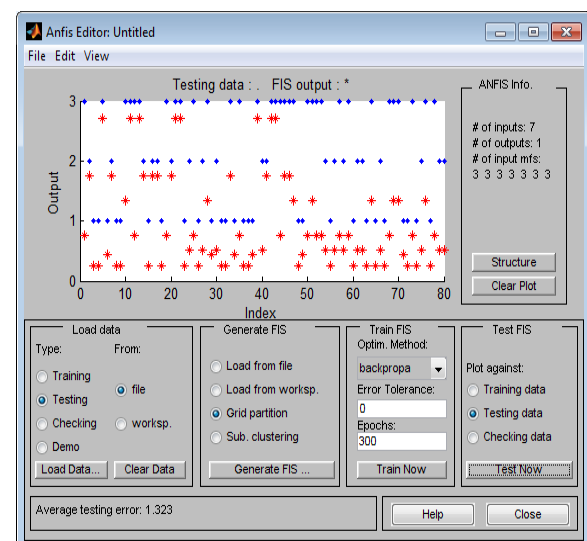 Anfis Editor: Untitled
File Edit View
Testing data : .   FIS output : *
Output
3
2
1
0
0 10 20 30 40 50 60 70 80
Index
ANFIS Info.
# of inputs: 7
# of outputs: 1
# of input mfs:
3 3 3 3 3 3 3
Structure
Clear Plot
Load data
Type: From:
Training
Testing
Checking
Demo
file
worksp.
Load Data... Clear Data
Generate FIS
Load from file
Load from worksp.
Grid partition
Sub. clustering
Generate FIS ...
Train FIS
Optim. Method:
backpropa
Error Tolerance:
0
Epochs:
300
Train Now
Test FIS
Plot against:
Training data
Testing data
Checking data
Test Now
Average testing error: 1.323
Help Close